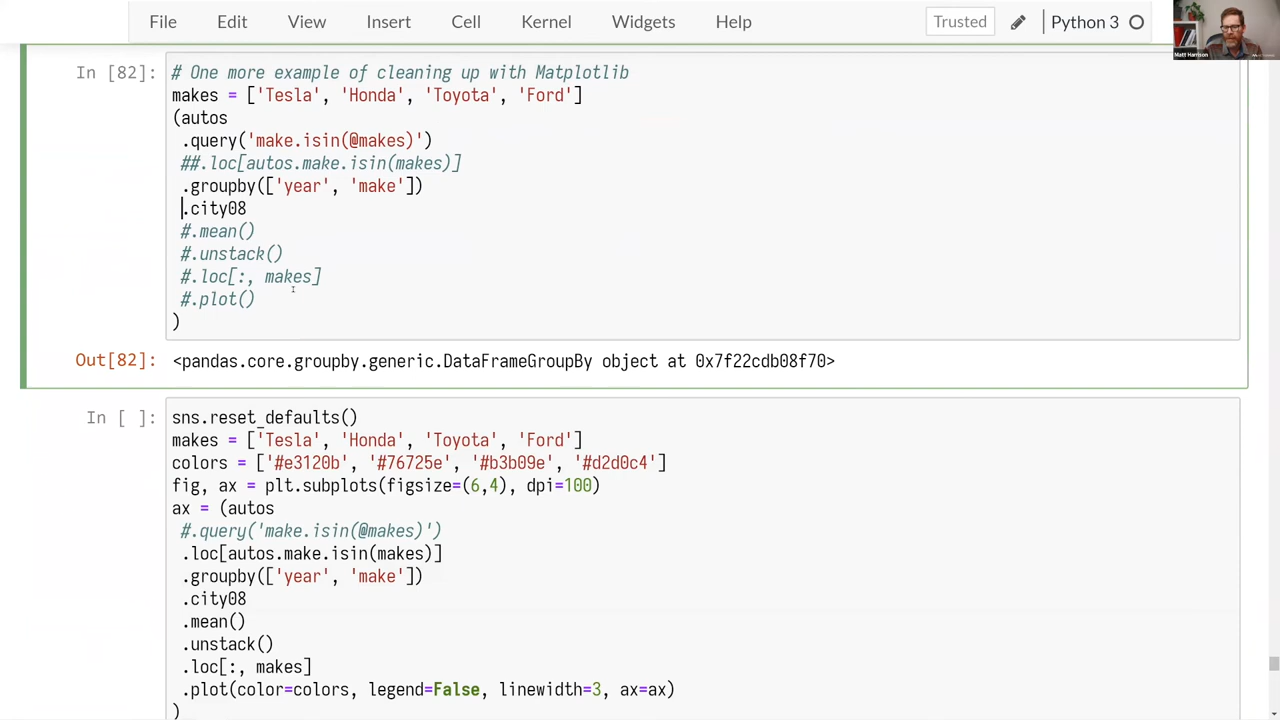 File Edit View Insert Cell Kernel Widgets Help Trusted Python 3
Matt Harrison
In [82]:
# One more example of cleaning up with Matplotlib
makes = ['Tesla', 'Honda', 'Toyota', 'Ford']
(autos
 .query('make.isin(@makes)')
 ##.loc[autos.make.isin(makes)]
 .groupby(['year', 'make'])
 .city08
 #.mean()
 #.unstack()
 #.loc[:, makes]
 #.plot()
)
Out[82]: <pandas.core.groupby.generic.DataFrameGroupBy object at 0x7f22cdb08f70>
In [ ]:
sns.reset_defaults()
makes = ['Tesla', 'Honda', 'Toyota', 'Ford']
colors = ['#e3120b', '#76725e', '#b3b09e', '#d2d0c4']
fig, ax = plt.subplots(figsize=(6,4), dpi=100)
ax = (autos
 #.query('make.isin(@makes)')
 .loc[autos.make.isin(makes)]
 .groupby(['year', 'make'])
 .city08
 .mean()
 .unstack()
 .loc[:, makes]
 .plot(color=colors, legend=False, linewidth=3, ax=ax)
)